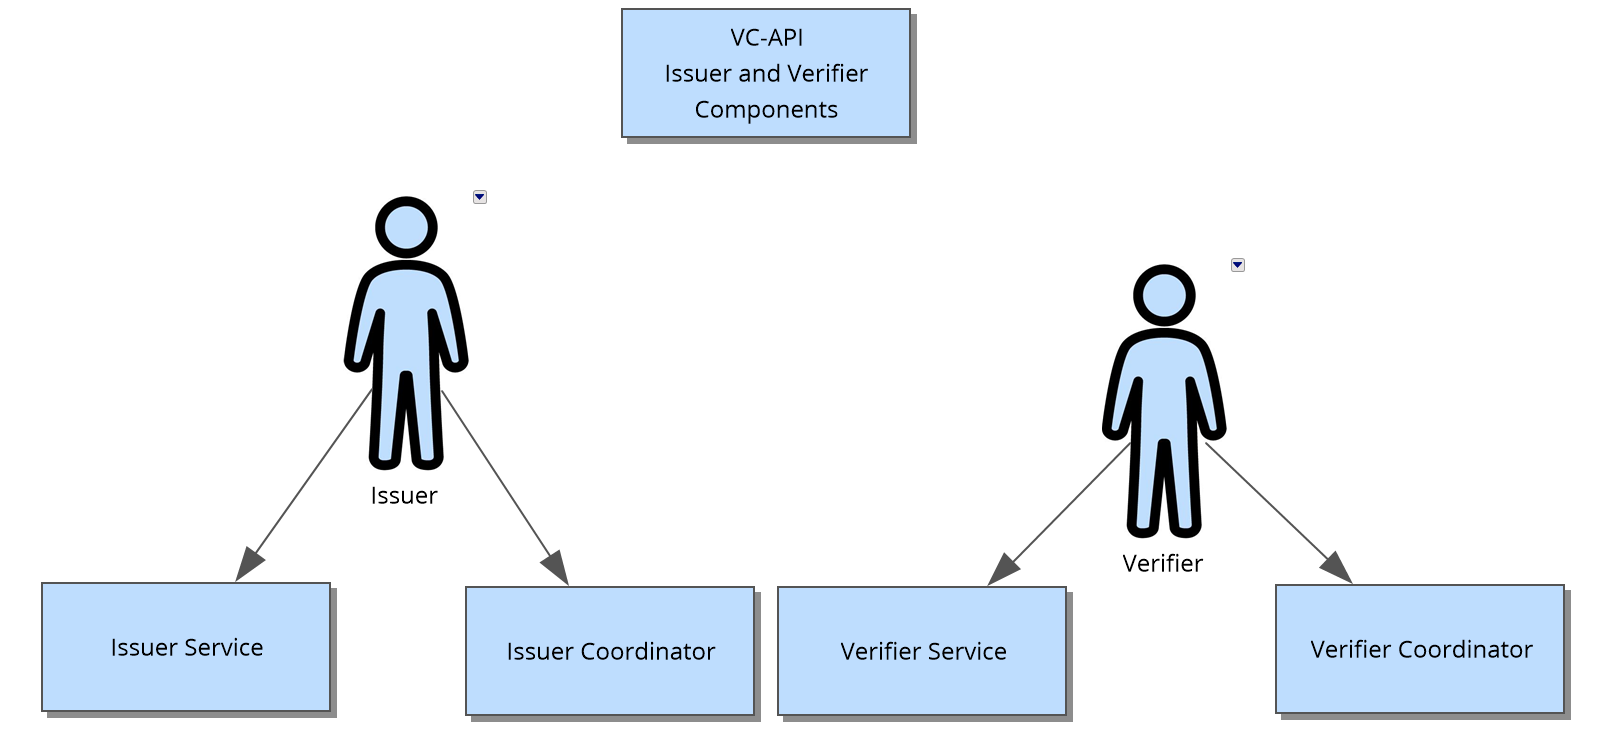 VC-API
Issuer and Verifier
Components
Issuer
Verifier
Issuer Service
Issuer Coordinator
Verifier Service
Verifier Coordinator